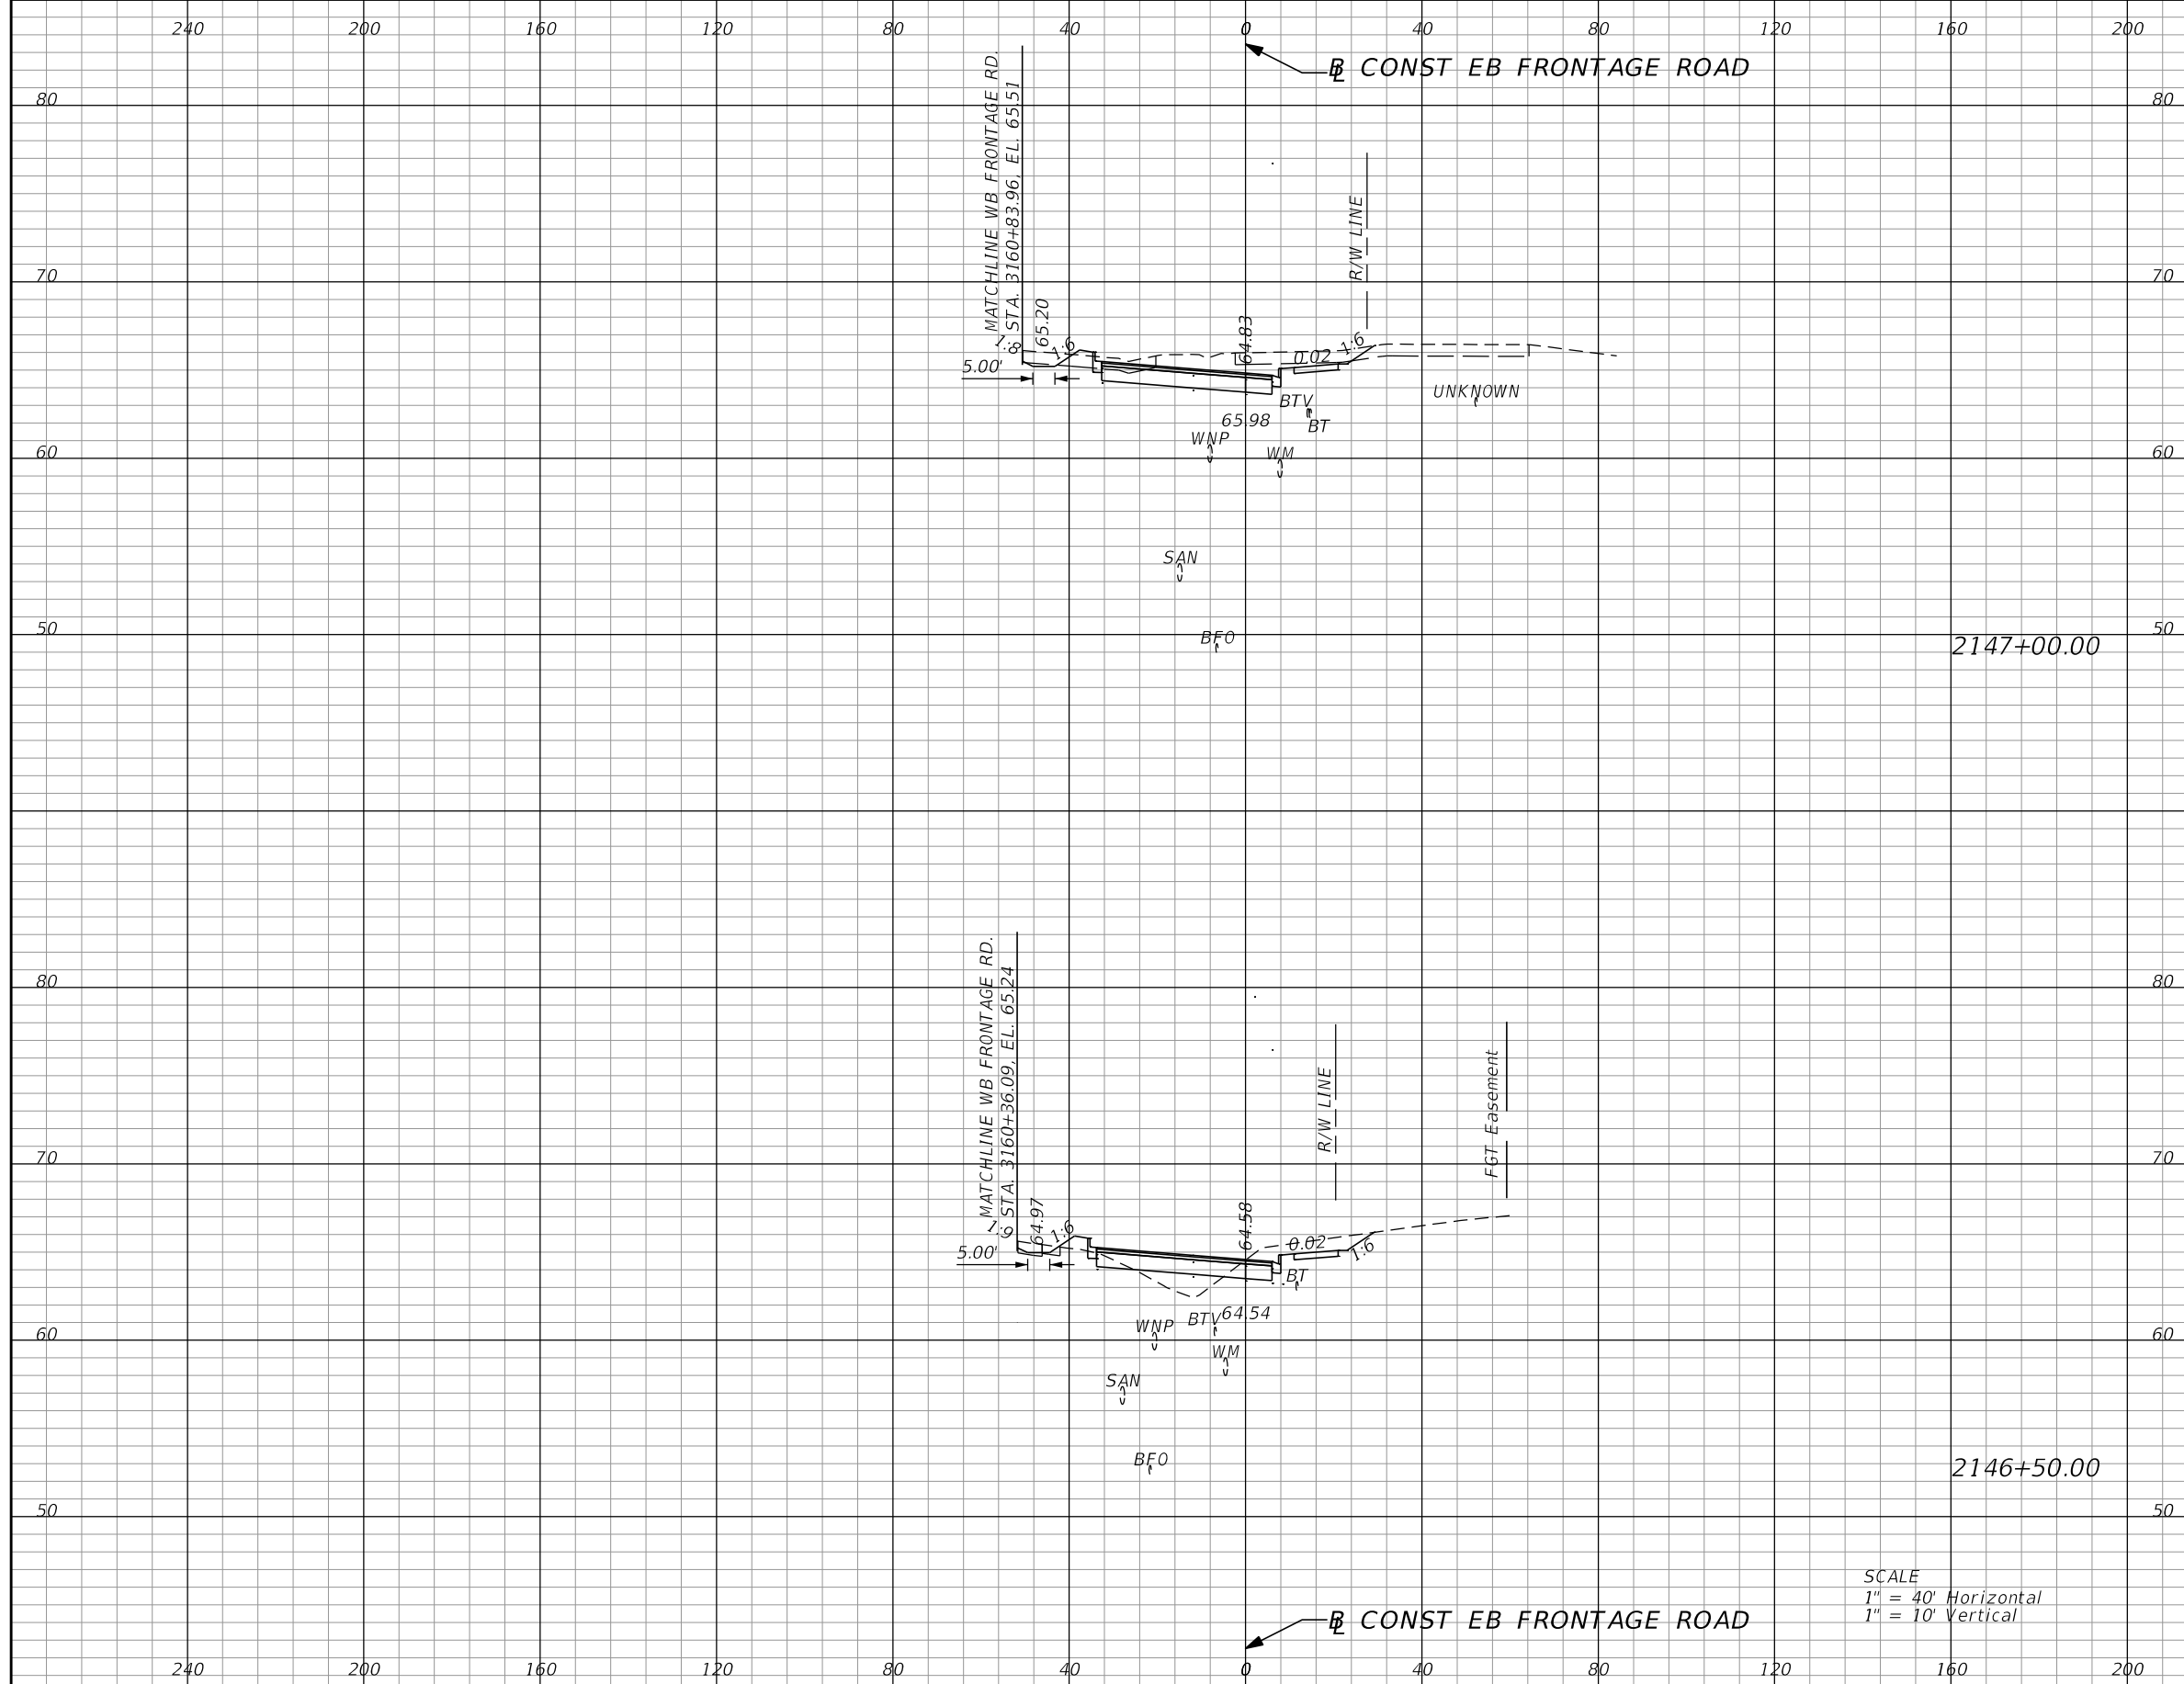 240 200 160 120 80 40 0 40 80 120 160 200
BL CONST EB FRONTAGE ROAD
80 80
MATCHLINE WB FRONTAGE RD.
STA. 3160+83.96, EL. 65.51
R/W LINE
70 70
65.20
64.83
1:8
1:6
0.02
1:6
5.00'
UNKNOWN
BTV
65.98
BT
WNP
WM
60 60
SAN
BFO
50 50
2147+00.00
MATCHLINE WB FRONTAGE RD.
STA. 3160+36.09, EL. 65.24
80 80
R/W LINE
FGT Easement
70 70
64.97
64.58
1:9
1:6
0.02
1:6
5.00'
BT
64.54
BTV
WNP
60 60
WM
SAN
BFO
2146+50.00
50 50
SCALE
1" = 40' Horizontal
1" = 10' Vertical
BL CONST EB FRONTAGE ROAD
240 200 160 120 80 40 0 40 80 120 160 200